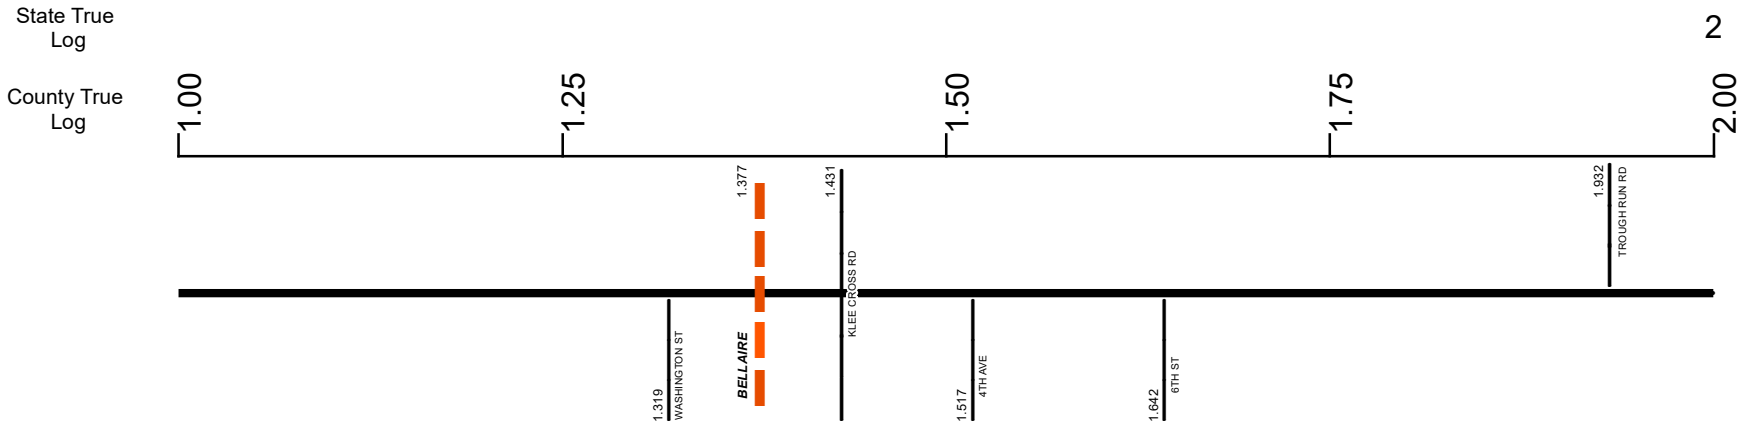 State True
Log
2
County True
Log
1.00
1.25
1.50
1.75
2.00
1.377
1.431
1.932
TROUGH RUN RD
KLEE CROSS RD
1.319
WASHINGTON ST
BELLAIRE
1.517
4TH AVE
1.642
6TH ST